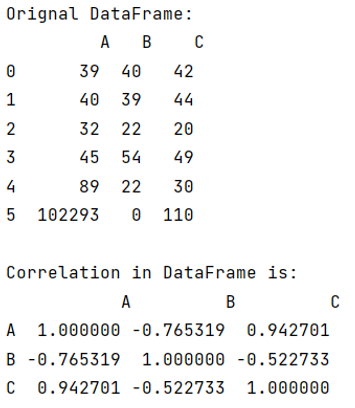 Orignal DataFrame:
A B C
0 39 40 42
1 40 39 44
2 32 22 20
3 45 54 49
4 89 22 30
5 102293 0 110
Correlation in DataFrame is:
A B C
A 1.000000 -0.765319 0.942701
B -0.765319 1.000000 -0.522733
C 0.942701 -0.522733 1.000000